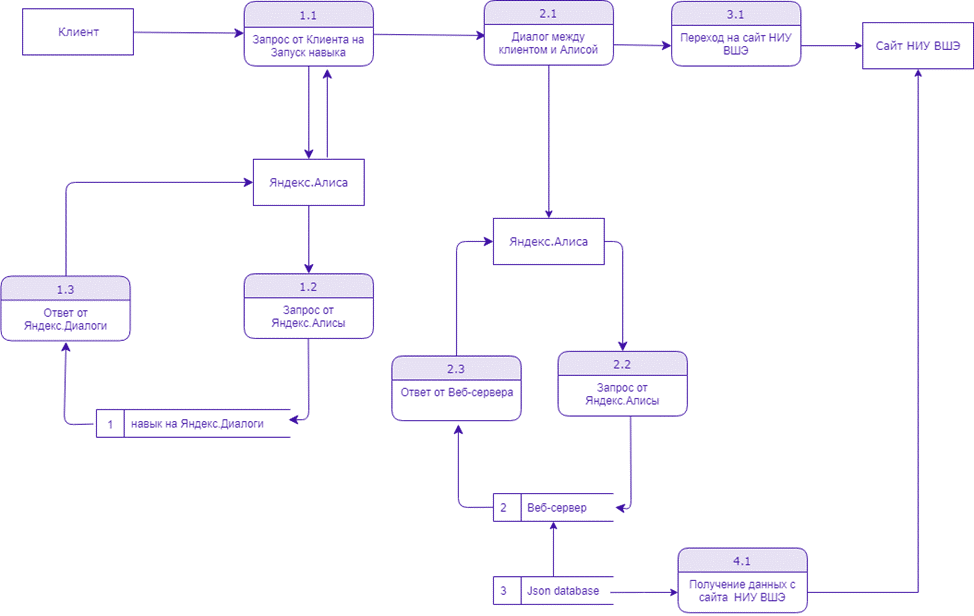 Клиент
1.1
Запрос от Клиента на
Запуск навыка
2.1
Диалог между
клиентом и Алисой
3.1
Переход на сайт НИУ
ВШЭ
Сайт НИУ ВШЭ
Яндекс.Алиса
Яндекс.Алиса
1.3
Ответ от
Яндекс.Диалоги
1.2
Запрос от
Яндекс.Алисы
2.3
Ответ от Веб-сервера
2.2
Запрос от
Яндекс.Алисы
1 навык на Яндекс.Диалоги
2 Веб-сервер
3 Json database
4.1
Получение данных с
сайта НИУ ВШЭ